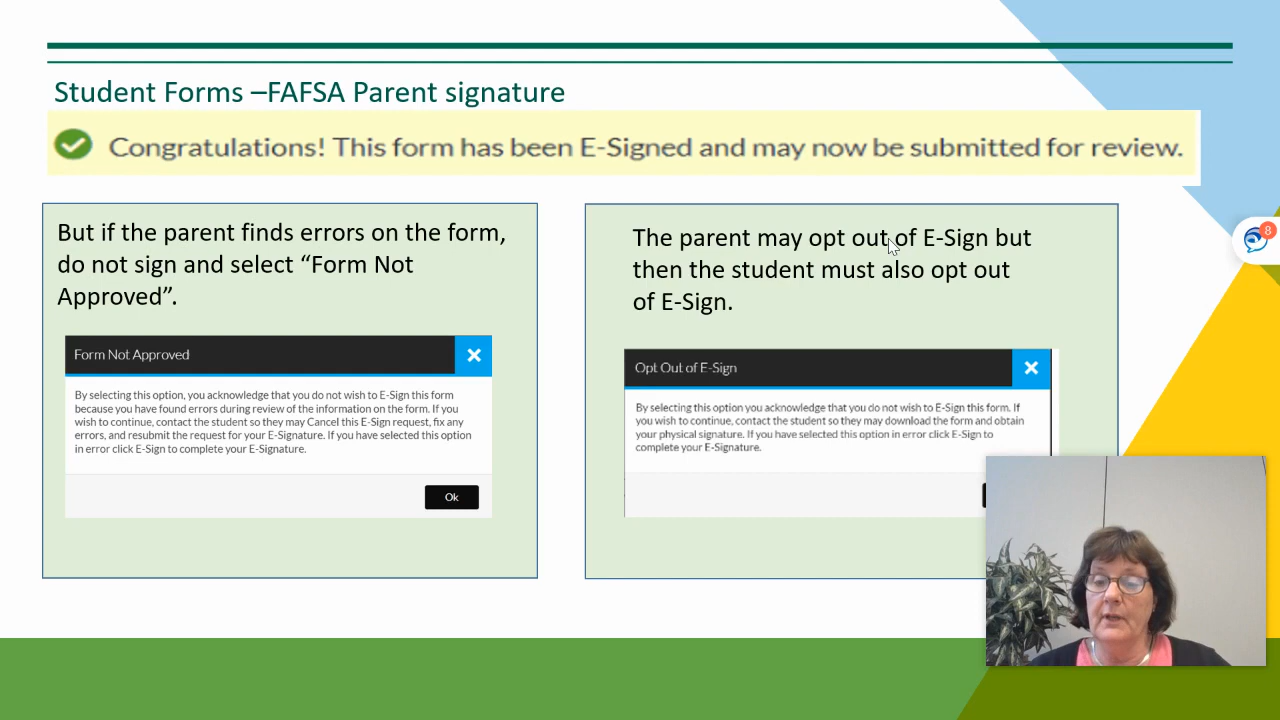 Student Forms –FAFSA Parent signature
Congratulations! This form has been E-Signed and may now be submitted for review.
But if the parent finds errors on the form,
do not sign and select “Form Not
Approved”.
Form Not Approved
By selecting this option, you acknowledge that you do not wish to E-Sign this form
because you have found errors during review of the information on the form. If you
wish to continue, contact the student so they may Cancel this E-Sign request, fix any
errors, and resubmit the request for your E-Signature. If you have selected this option
in error click E-Sign to complete your E-Signature.
Ok
The parent may opt out of E-Sign but
then the student must also opt out
of E-Sign.
Opt Out of E-Sign
By selecting this option you acknowledge that you do not wish to E-Sign this form. If
you wish to continue, contact the student so they may download the form and obtain
your physical signature. If you have selected this option in error click E-Sign to
complete your E-Signature.
8